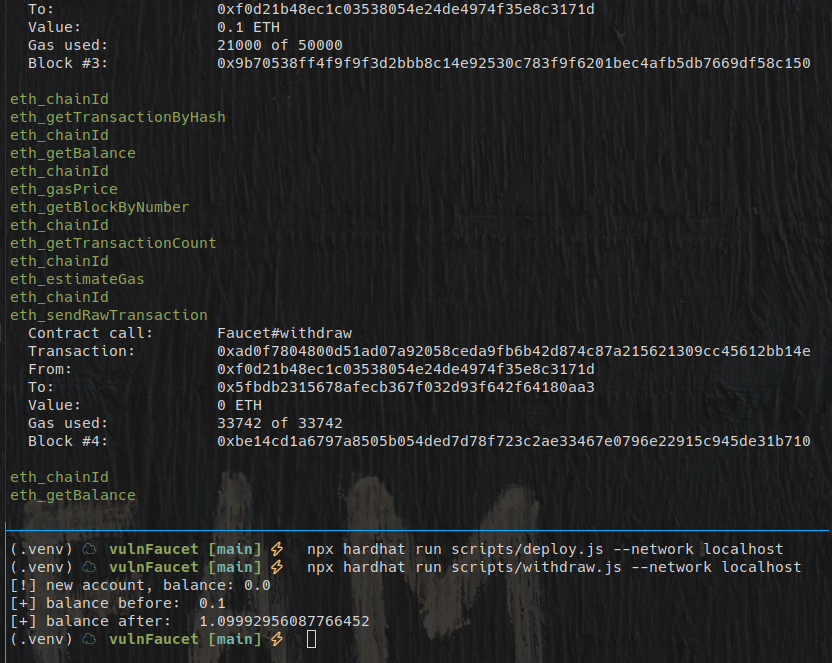 To: 0xf0d21b48ec1c03538054e24de4974f35e8c3171d
Value: 0.1 ETH
Gas used: 21000 of 50000
Block #3: 0x9b70538ff4f9f9f3d2bbb8c14e92530c783f9f6201bec4afb5db7669df58c150
eth_chainId
eth_getTransactionByHash
eth_chainId
eth_getBalance
eth_chainId
eth_gasPrice
eth_getBlockByNumber
eth_chainId
eth_getTransactionCount
eth_chainId
eth_estimateGas
eth_chainId
eth_sendRawTransaction
Contract call: Faucet#withdraw
Transaction: 0xad0f7804800d51ad07a92058ceda9fb6b42d874c87a215621309cc45612bb14e
From: 0xf0d21b48ec1c03538054e24de4974f35e8c3171d
To: 0x5fbdb2315678afecb367f032d93f642f64180aa3
Value: 0 ETH
Gas used: 33742 of 33742
Block #4: 0xbe14cd1a6797a8505b054ded7d78f723c2ae33467e0796e22915c945de31b710
eth_chainId
eth_getBalance
(.venv) vulnFaucet [main] npx hardhat run scripts/deploy.js --network localhost
(.venv) vulnFaucet [main] npx hardhat run scripts/withdraw.js --network localhost
[!] new account, balance: 0.0
[+] balance before: 0.1
[+] balance after: 1.09992956087766452
(.venv) vulnFaucet [main]